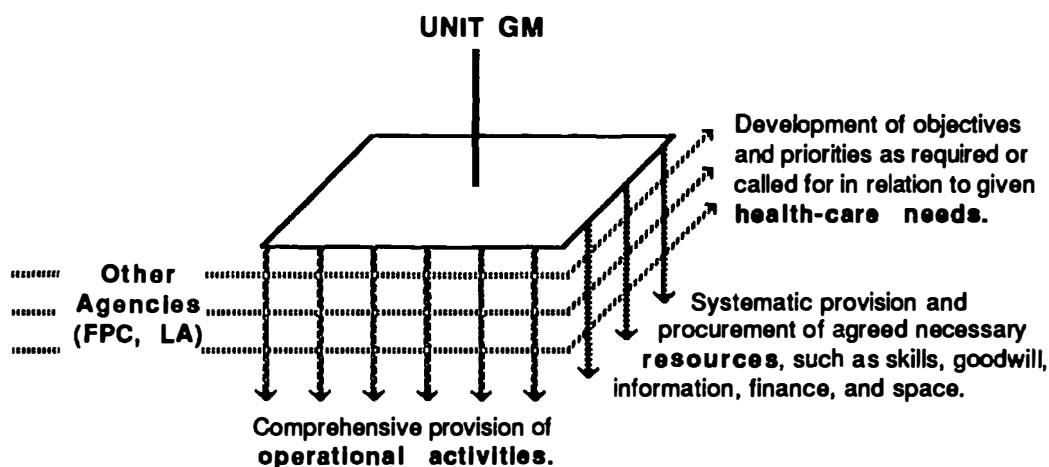 UNIT GM
Development of objectives
and priorities as required or
called for in relation to given
health-care needs.
Other
Agencies
(FPC, LA)
Systematic provision and
procurement of agreed necessary
resources, such as skills, goodwill,
information, finance, and space.
Comprehensive provision of
operational activities.